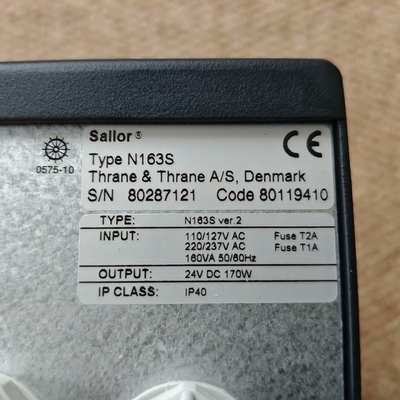 Sailor®
0575-10
Type N163S
Thrane & Thrane A/S, Denmark
S/N 80287121 Code 80119410
CE
TYPE: N163S ver.2
INPUT: 110/127V AC Fuse T2A
220/237V AC Fuse T1A
160VA 50/60Hz
OUTPUT: 24V DC 170W
IP CLASS: IP40